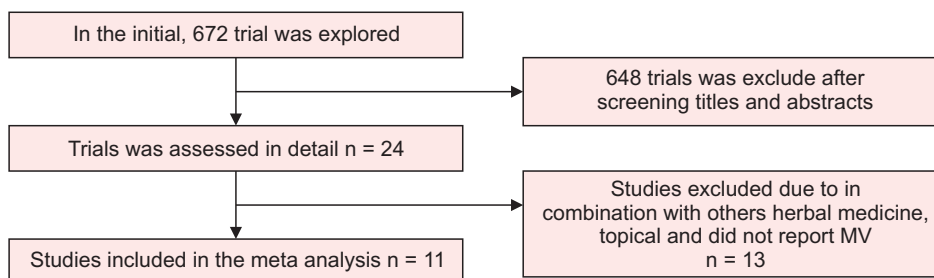 In the initial, 672 trial was explored
648 trials was exclude after
screening titles and abstracts
Trials was assessed in detail n = 24
Studies excluded due to in
combination with others herbal medicine,
topical and did not report MV
n = 13
Studies included in the meta analysis n = 11